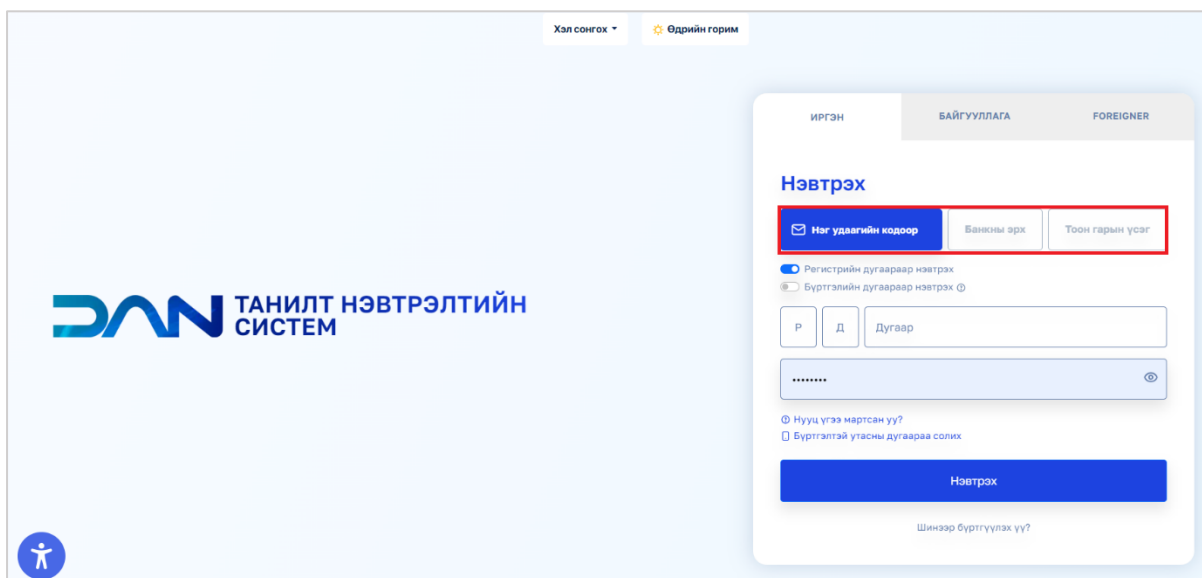 Хэл сонгох
Өдрийн горим
ИРГЭН
БАЙГУУЛЛАГА
FOREIGNER
Нэвтрэх
Нэг удаагийн кодоор
Банкны эрх
Тоон гарын үсэг
Регистрийн дугаараар нэвтрэх
Бүртгэлийн дугаараар нэвтрэх
Р
Д
Дугаар
DAN ТАНИЛТ НЭВТРЭЛТИЙН
СИСТЕМ
........
Нууц үгээ мартсан уу?
Бүртгэлтэй утасны дугаараа солих
Нэвтрэх
Шинээр бүртгүүлэх үү?